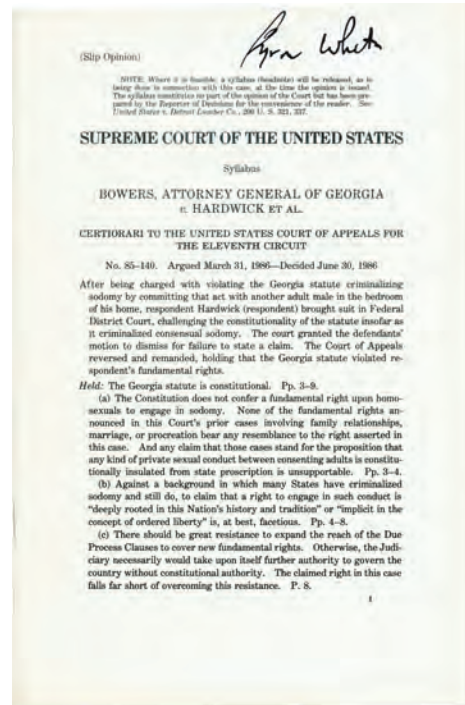 Byron White
(Slip Opinion)
NOTE: Where it is feasible, a syllabus (headnote) will be released, as is
being done in connection with this case, at the time the opinion is issued.
The syllabus constitutes no part of the opinion of the Court but has been pre-
pared by the Reporter of Decisions for the convenience of the reader. See
United States v. Detroit Lumber Co., 200 U. S. 321, 337.
SUPREME COURT OF THE UNITED STATES
Syllabus
BOWERS, ATTORNEY GENERAL OF GEORGIA
v. HARDWICK ET AL.
CERTIORARI TO THE UNITED STATES COURT OF APPEALS FOR
THE ELEVENTH CIRCUIT
No. 85–140. Argued March 31, 1986—Decided June 30, 1986
After being charged with violating the Georgia statute criminalizing
sodomy by committing that act with another adult male in the bedroom
of his home, respondent Hardwick (respondent) brought suit in Federal
District Court, challenging the constitutionality of the statute insofar as
it criminalized consensual sodomy. The court granted the defendants'
motion to dismiss for failure to state a claim. The Court of Appeals
reversed and remanded, holding that the Georgia statute violated re-
spondent's fundamental rights.
Held: The Georgia statute is constitutional. Pp. 3–9.
(a) The Constitution does not confer a fundamental right upon homo-
sexuals to engage in sodomy. None of the fundamental rights an-
nounced in this Court's prior cases involving family relationships,
marriage, or procreation bear any resemblance to the right asserted in
this case. And any claim that those cases stand for the proposition that
any kind of private sexual conduct between consenting adults is constitu-
tionally insulated from state proscription is unsupportable. Pp. 3–4.
(b) Against a background in which many States have criminalized
sodomy and still do, to claim that a right to engage in such conduct is
"deeply rooted in this Nation's history and tradition" or "implicit in the
concept of ordered liberty" is, at best, facetious. Pp. 4–8.
(c) There should be great resistance to expand the reach of the Due
Process Clauses to cover new fundamental rights. Otherwise, the Judi-
ciary necessarily would take upon itself further authority to govern the
country without constitutional authority. The claimed right in this case
falls far short of overcoming this resistance. P. 8.
I